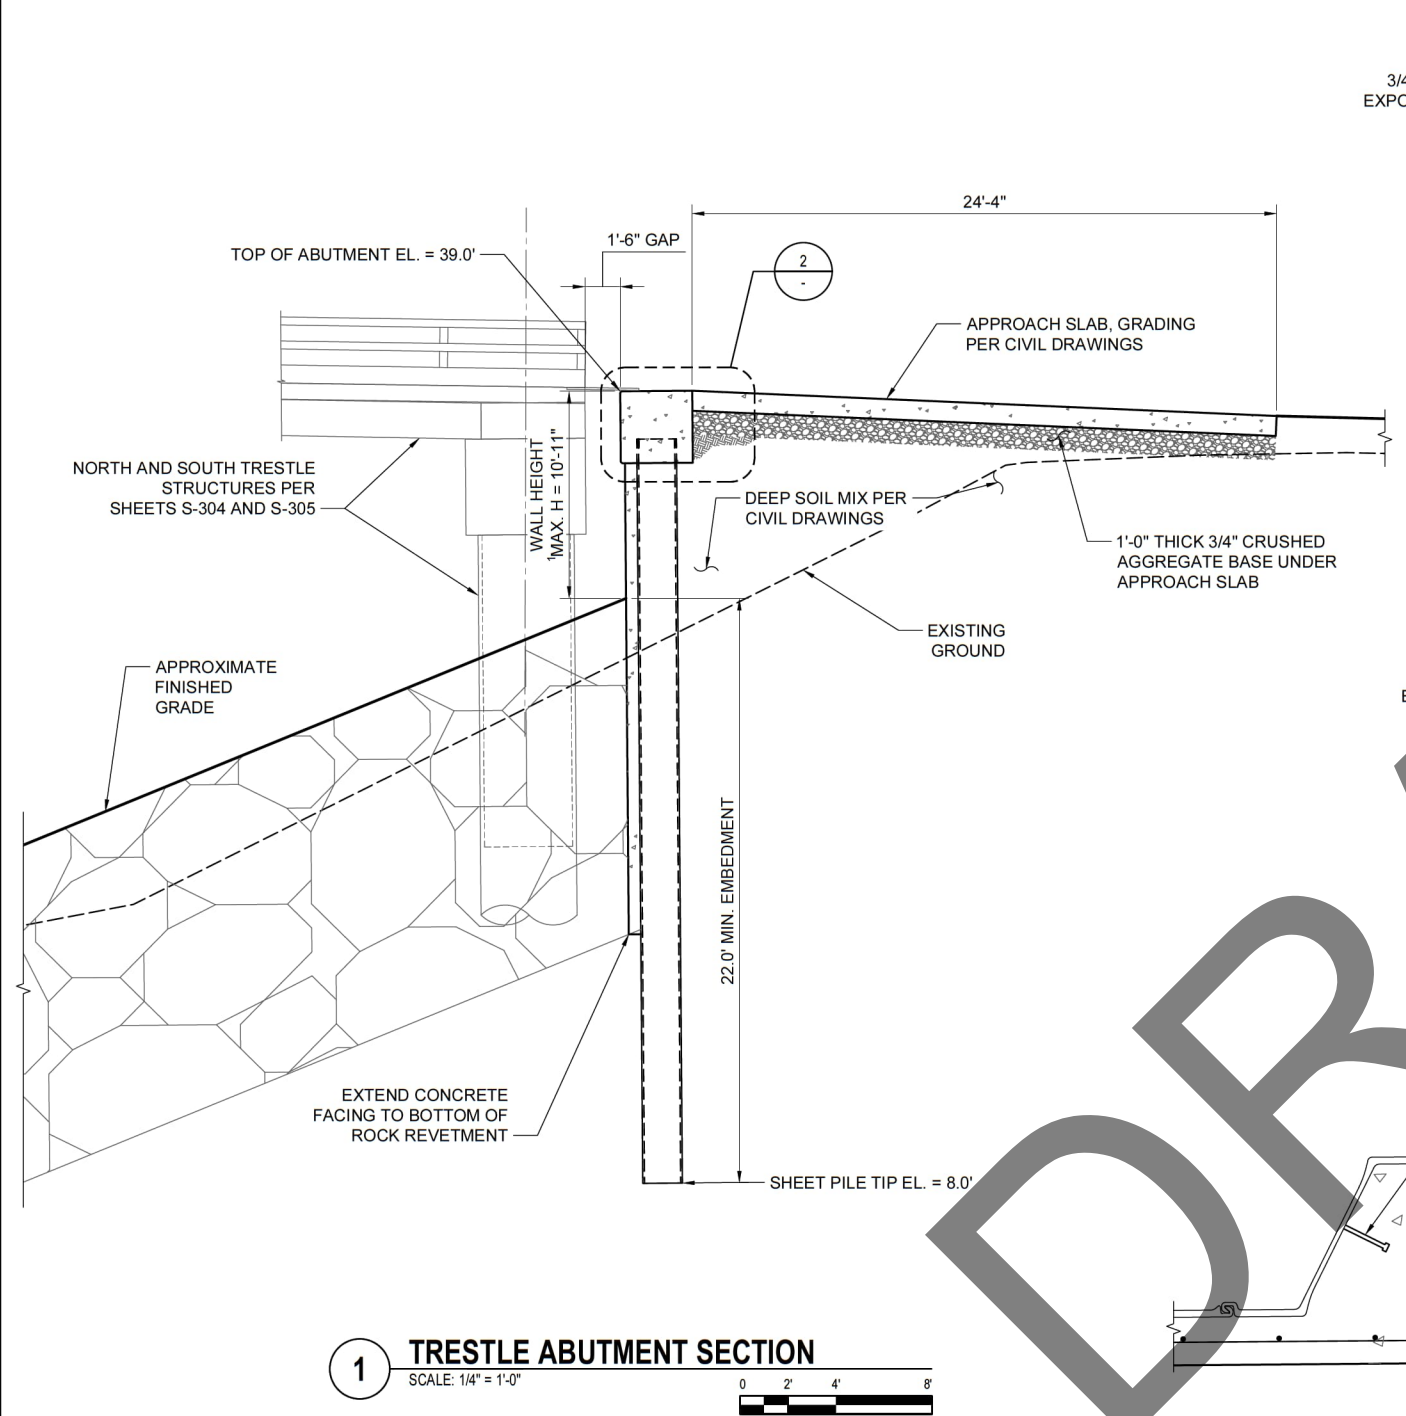 3/4
EXPO
24'-4"
1'-6" GAP
TOP OF ABUTMENT EL. = 39.0'
2
-
APPROACH SLAB, GRADING
PER CIVIL DRAWINGS
NORTH AND SOUTH TRESTLE
STRUCTURES PER
SHEETS S-304 AND S-305
WALL HEIGHT
1MAX. H = 10'-11"
DEEP SOIL MIX PER
CIVIL DRAWINGS
1'-0" THICK 3/4" CRUSHED
AGGREGATE BASE UNDER
APPROACH SLAB
EXISTING
GROUND
APPROXIMATE
FINISHED
GRADE
22.0' MIN. EMBEDMENT
EXTEND CONCRETE
FACING TO BOTTOM OF
ROCK REVETMENT
SHEET PILE TIP EL. = 8.0'
DR
1
TRESTLE ABUTMENT SECTION
SCALE: 1/4" = 1'-0"
0 2' 4' 8'